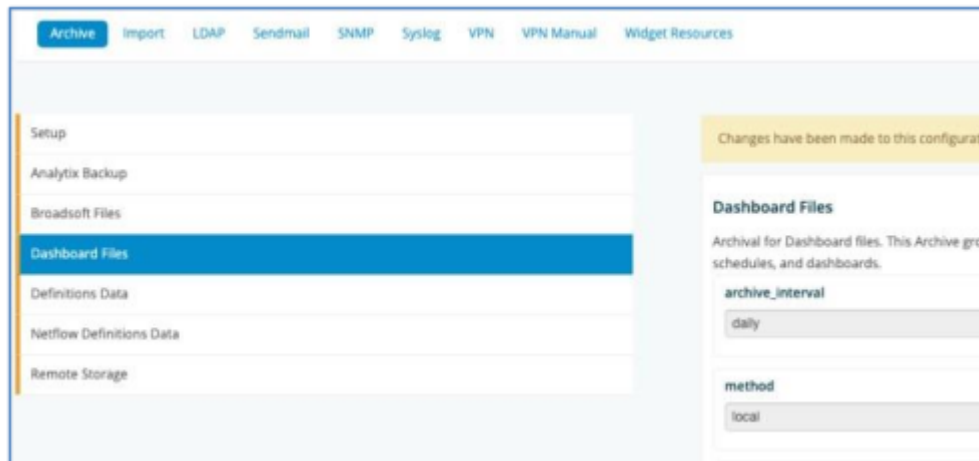 Archive Import LDAP Sendmail SNMP Syslog VPN VPN Manual Widget Resources
Setup
Analytix Backup
Broadsoft Files
Dashboard Files
Definitions Data
Netflow Definitions Data
Remote Storage
Changes have been made to this configurat
Dashboard Files
Archival for Dashboard files. This Archive gro
schedules, and dashboards.
archive_interval
daily
method
local